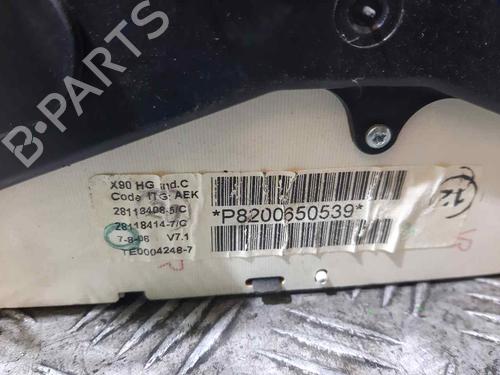 B-PARTS
X90 HG ind.C
Code ITG: AEK
28118408-5/C
28118414-7/C
7-8-06 V7.1
TE0004248-7
*P8200650539*
12